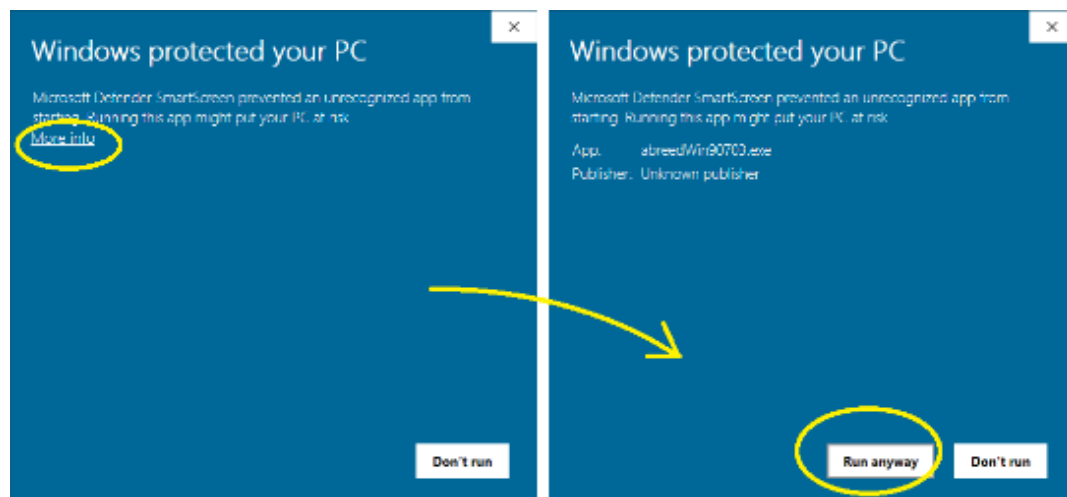 Windows protected your PC
Microsoft Defender SmartScreen prevented an unrecognized app from
starting. Running this app might put your PC at risk
More info
Don't run
Windows protected your PC
Microsoft Defender SmartScreen prevented an unrecognized app from
starting. Running this app might put your PC at risk
App: abreedWin90703.exe
Publisher: Unknown publisher
Run anyway Don't run